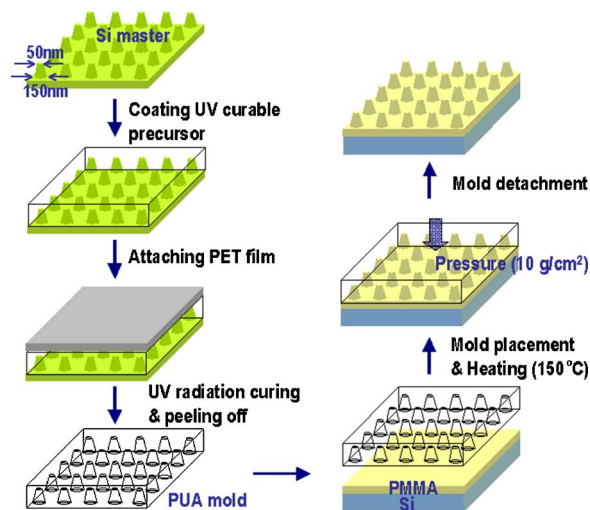 Si master
50nm
150nm
Coating UV curable
precursor
Attaching PET film
UV radiation curing
& peeling off
PUA mold
PMMA
Si
Mold placement
& Heating (150 °C)
Pressure (10 g/cm²)
Mold detachment